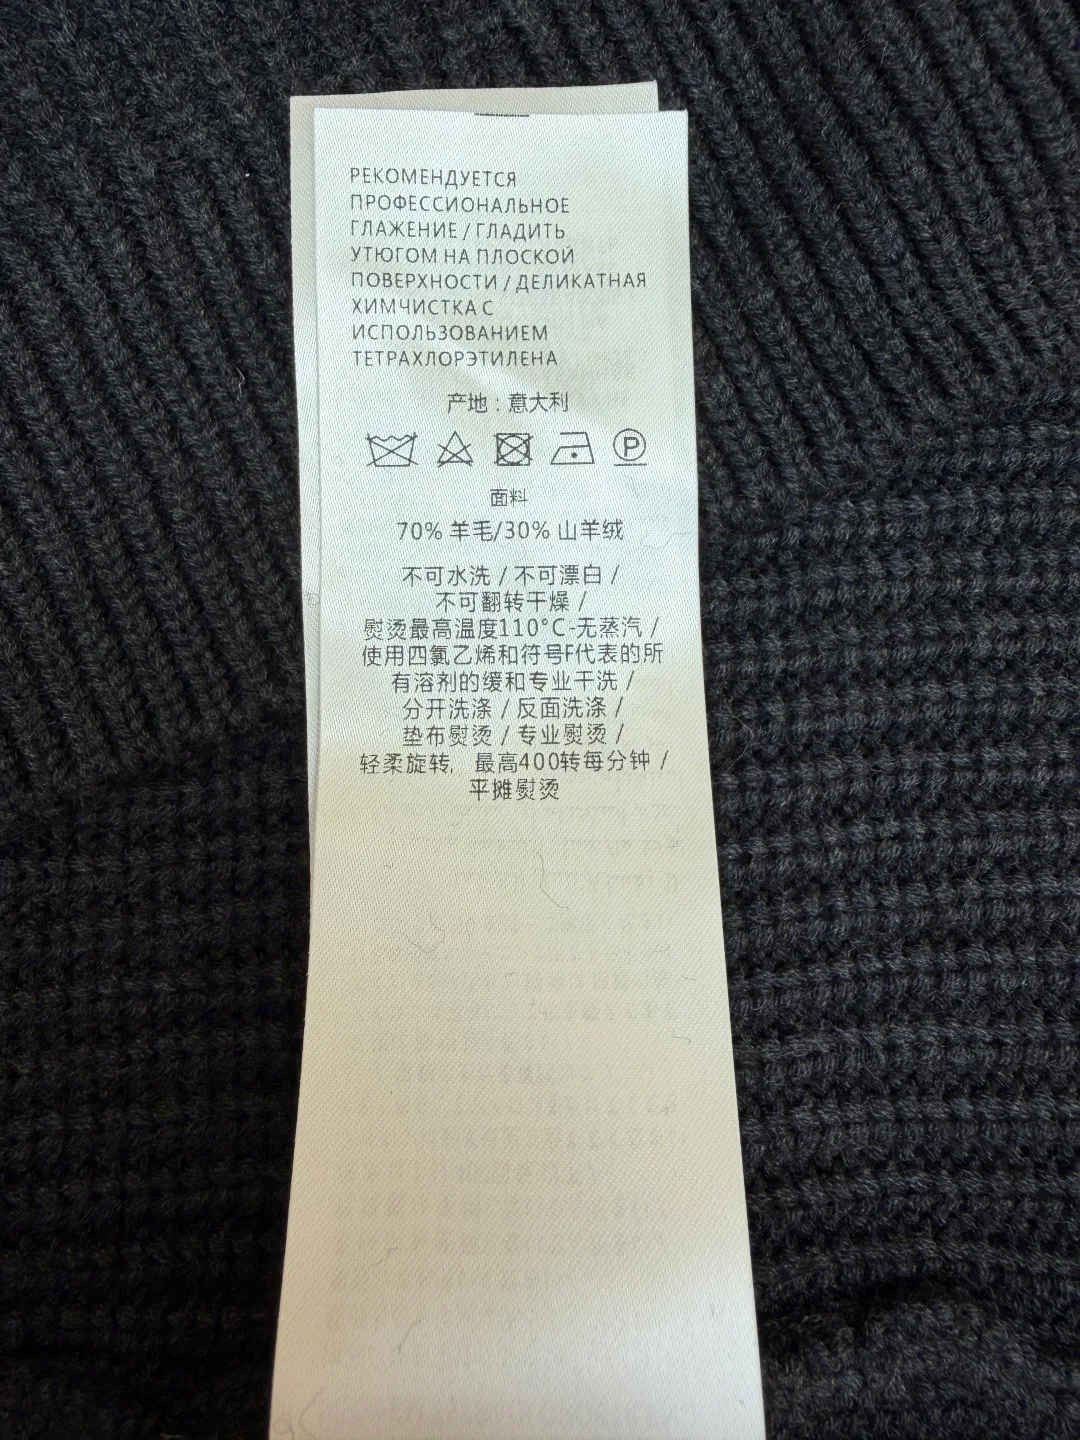 РЕКОМЕНДУЕТСЯ
ПРОФЕССИОНАЛЬНОЕ
ГЛАЖЕНИЕ / ГЛАДИТЬ
УТЮГОМ НА ПЛОСКОЙ
ПОВЕРХНОСТИ / ДЕЛИКАТНАЯ
ХИМЧИСТКА С
ИСПОЛЬЗОВАНИЕМ
ТЕТРАХЛОРЭТИЛЕНА
产地 : 意大利
P
面料
70% 羊毛/30% 山羊绒
不可水洗 / 不可漂白 /
不可翻转干燥 /
熨烫最高温度110°C-无蒸汽 /
使用四氯乙烯和符号F代表的所
有溶剂的缓和专业干洗 /
分开洗涤 / 反面洗涤 /
垫布熨烫 / 专业熨烫 /
轻柔旋转, 最高400转每分钟 /
平摊熨烫